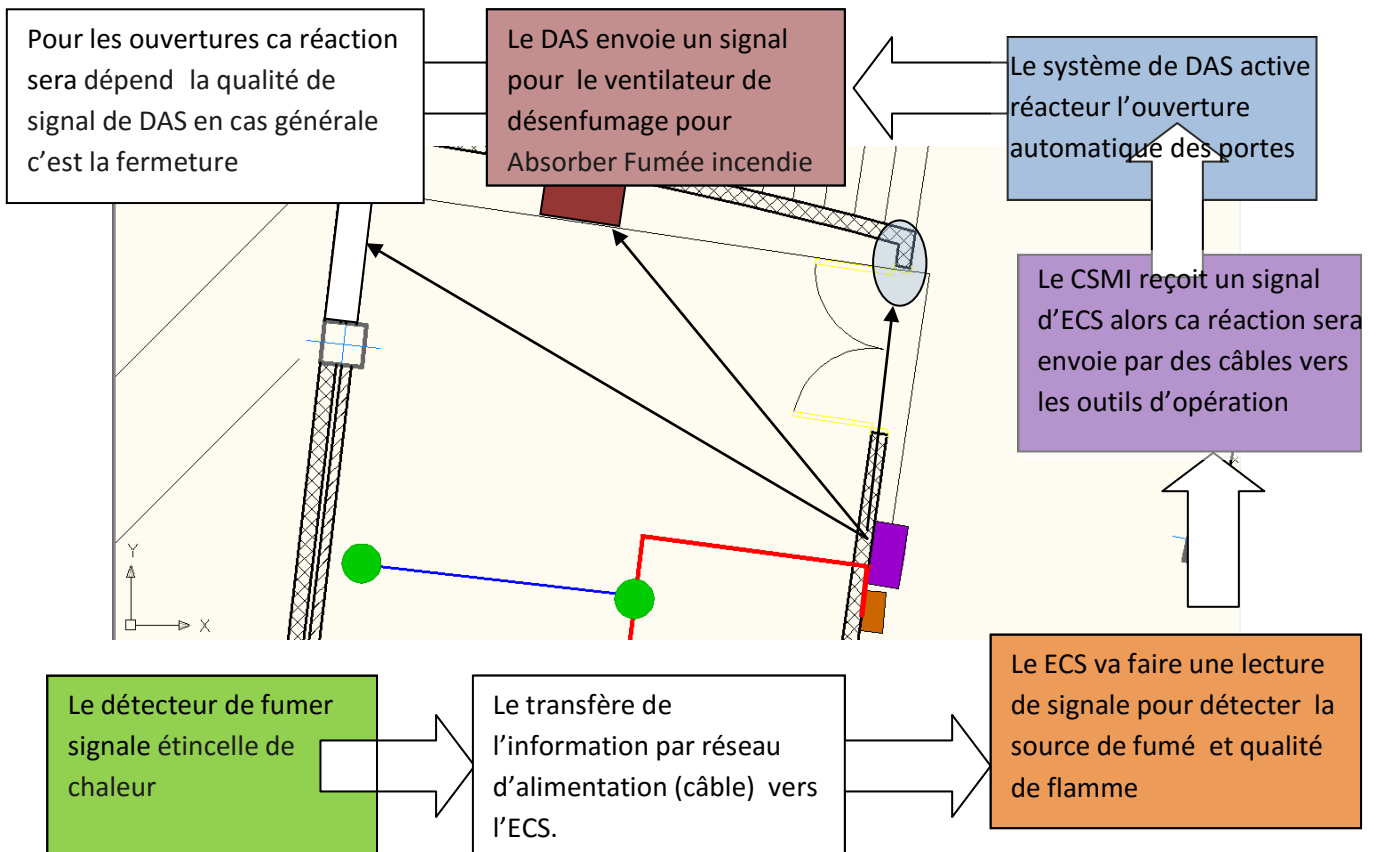 Pour les ouvertures ca réaction
sera dépend la qualité de
signal de DAS en cas générale
c'est la fermeture
Le DAS envoie un signal
pour le ventilateur de
désenfumage pour
Absorber Fumée incendie
Le système de DAS active
réacteur l'ouverture
automatique des portes
Le CSMI reçoit un signal
d'ECS alors ca réaction sera
envoie par des câbles vers
les outils d'opération
Y
X
Le détecteur de fumer
signale étincelle de
chaleur
Le transfère de
l'information par réseau
d'alimentation (câble) vers
l'ECS.
Le ECS va faire une lecture
de signale pour détecter la
source de fumé et qualité
de flamme